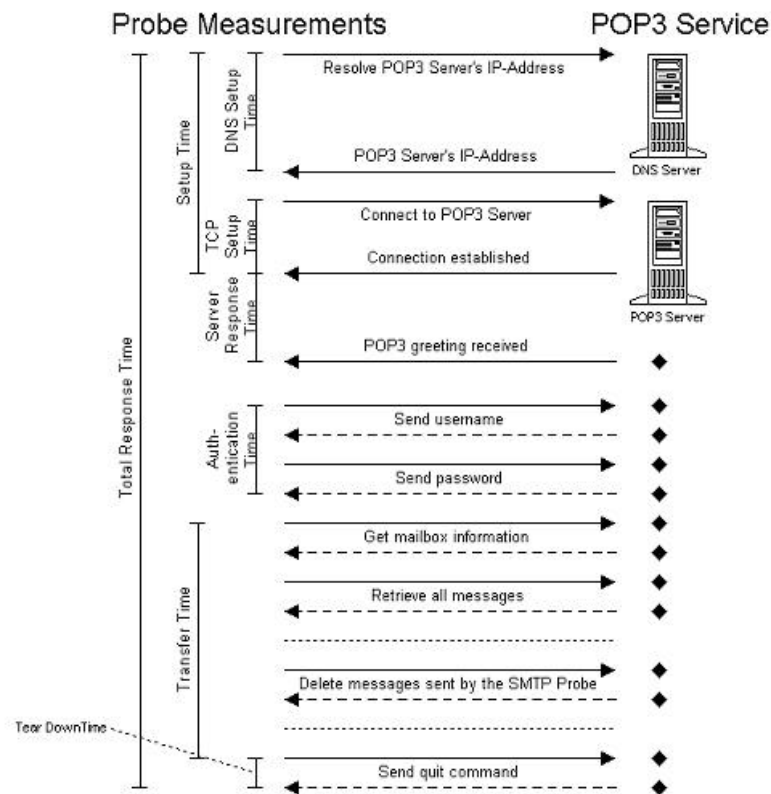 Probe Measurements
POP3 Service
Total Response Time
Setup Time
DNS Setup
Time
Resolve POP3 Server's IP-Address
POP3 Server's IP-Address
DNS Server
TCP
Setup
Time
Connect to POP3 Server
Connection established
POP3 Server
Server
Response
Time
POP3 greeting received
Auth-
entication
Time
Send username
Send password
Transfer Time
Get mailbox information
Retrieve all messages
Delete messages sent by the SMTP Probe
Tear DownTime
Send quit command